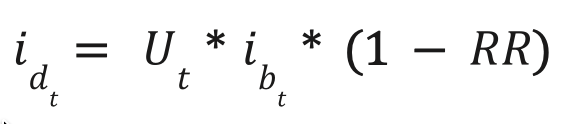 i_{d_t} = U_t * i_{b_t} * (1 − RR)